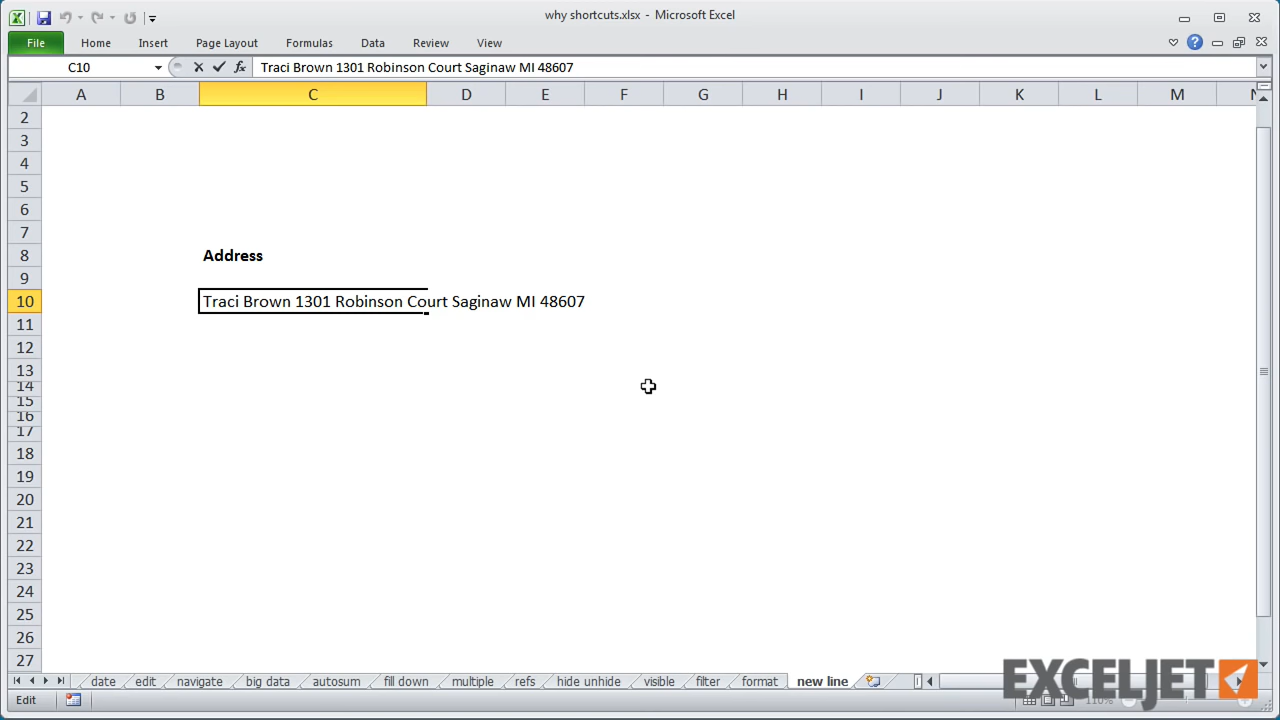 why shortcuts.xlsx - Microsoft Excel
File Home Insert Page Layout Formulas Data Review View
C10 fx Traci Brown 1301 Robinson Court Saginaw MI 48607
A B C D E F G H I J K L M N
2
3
4
5
6
7
8 Address
9
10 Traci Brown 1301 Robinson Court Saginaw MI 48607
11
12
13
14
15
16
17
18
19
20
21
22
23
24
25
26
27
date edit navigate big data autosum fill down multiple refs hide unhide visible filter format new line
EXCELJET
Edit 110%